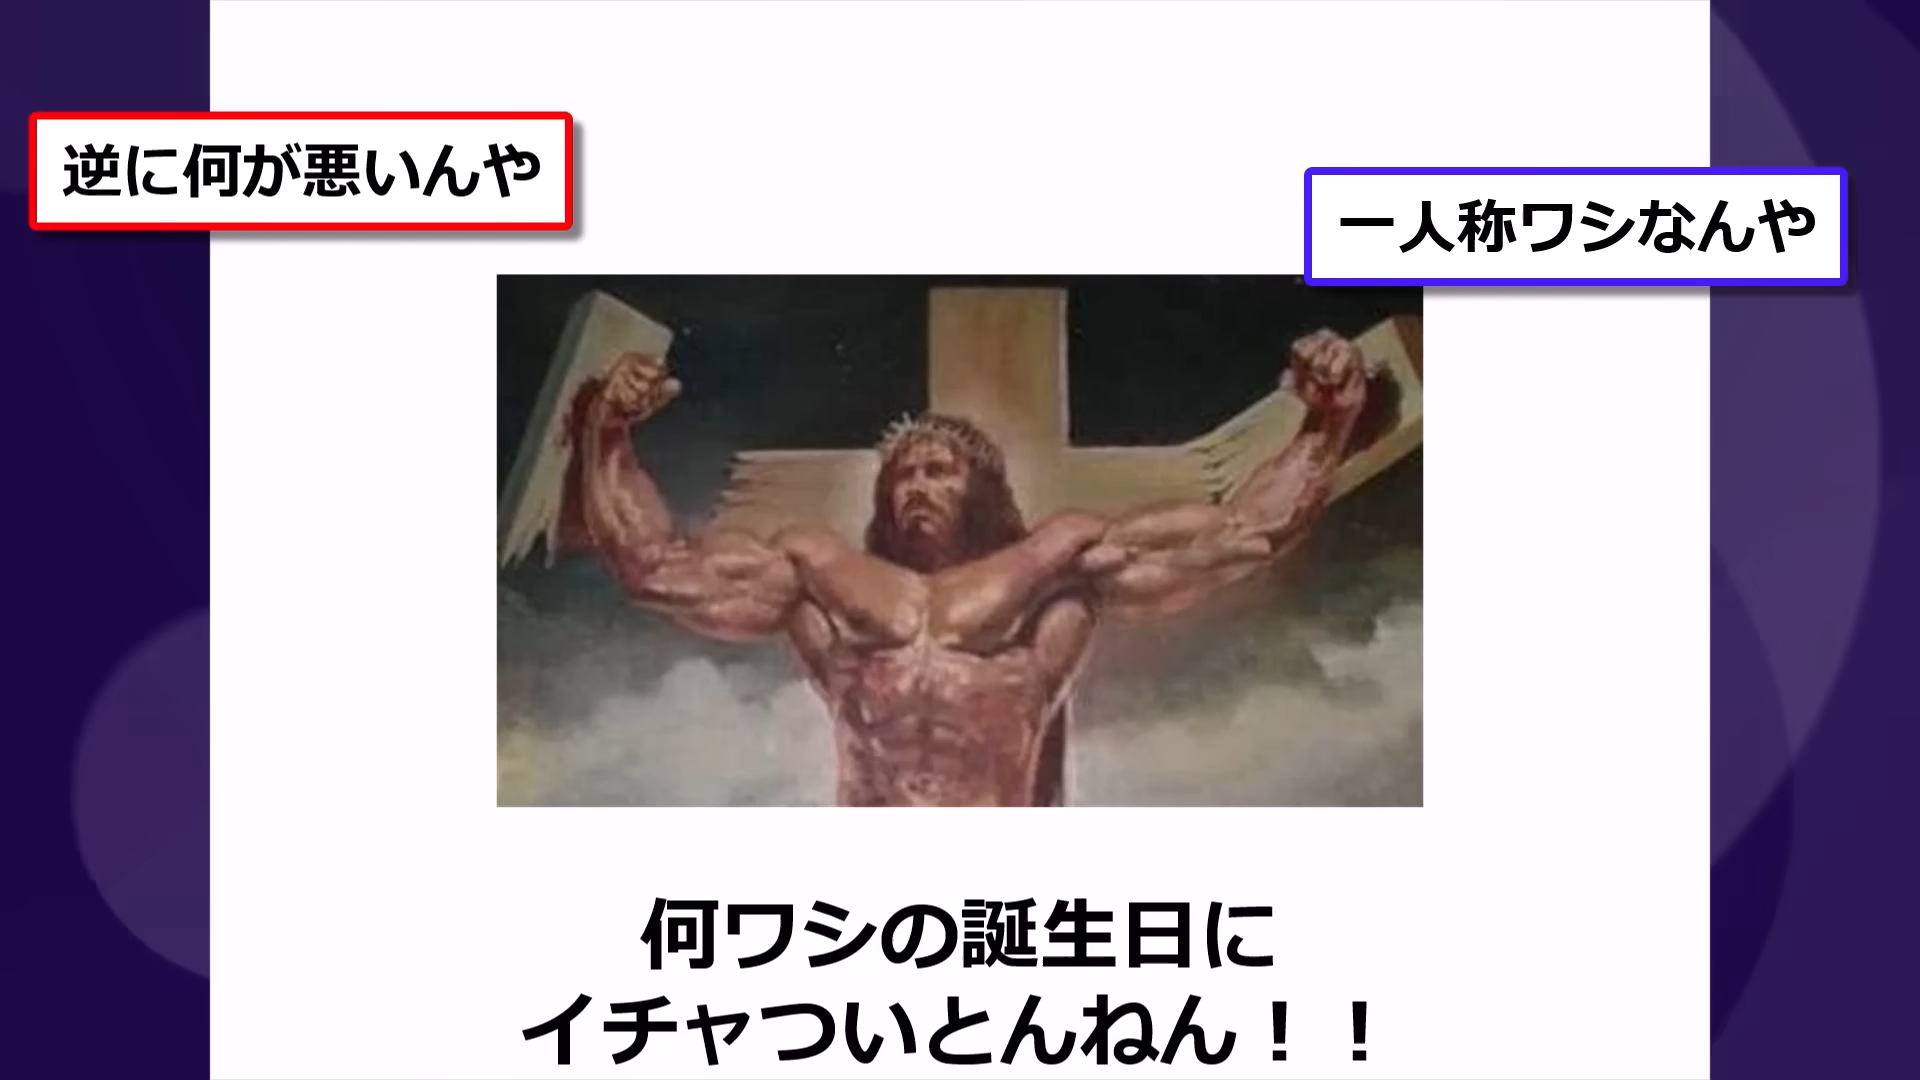 逆に何が悪いんや
一人称ワシなんや
何ワシの誕生日に
イチャついとんねん！！